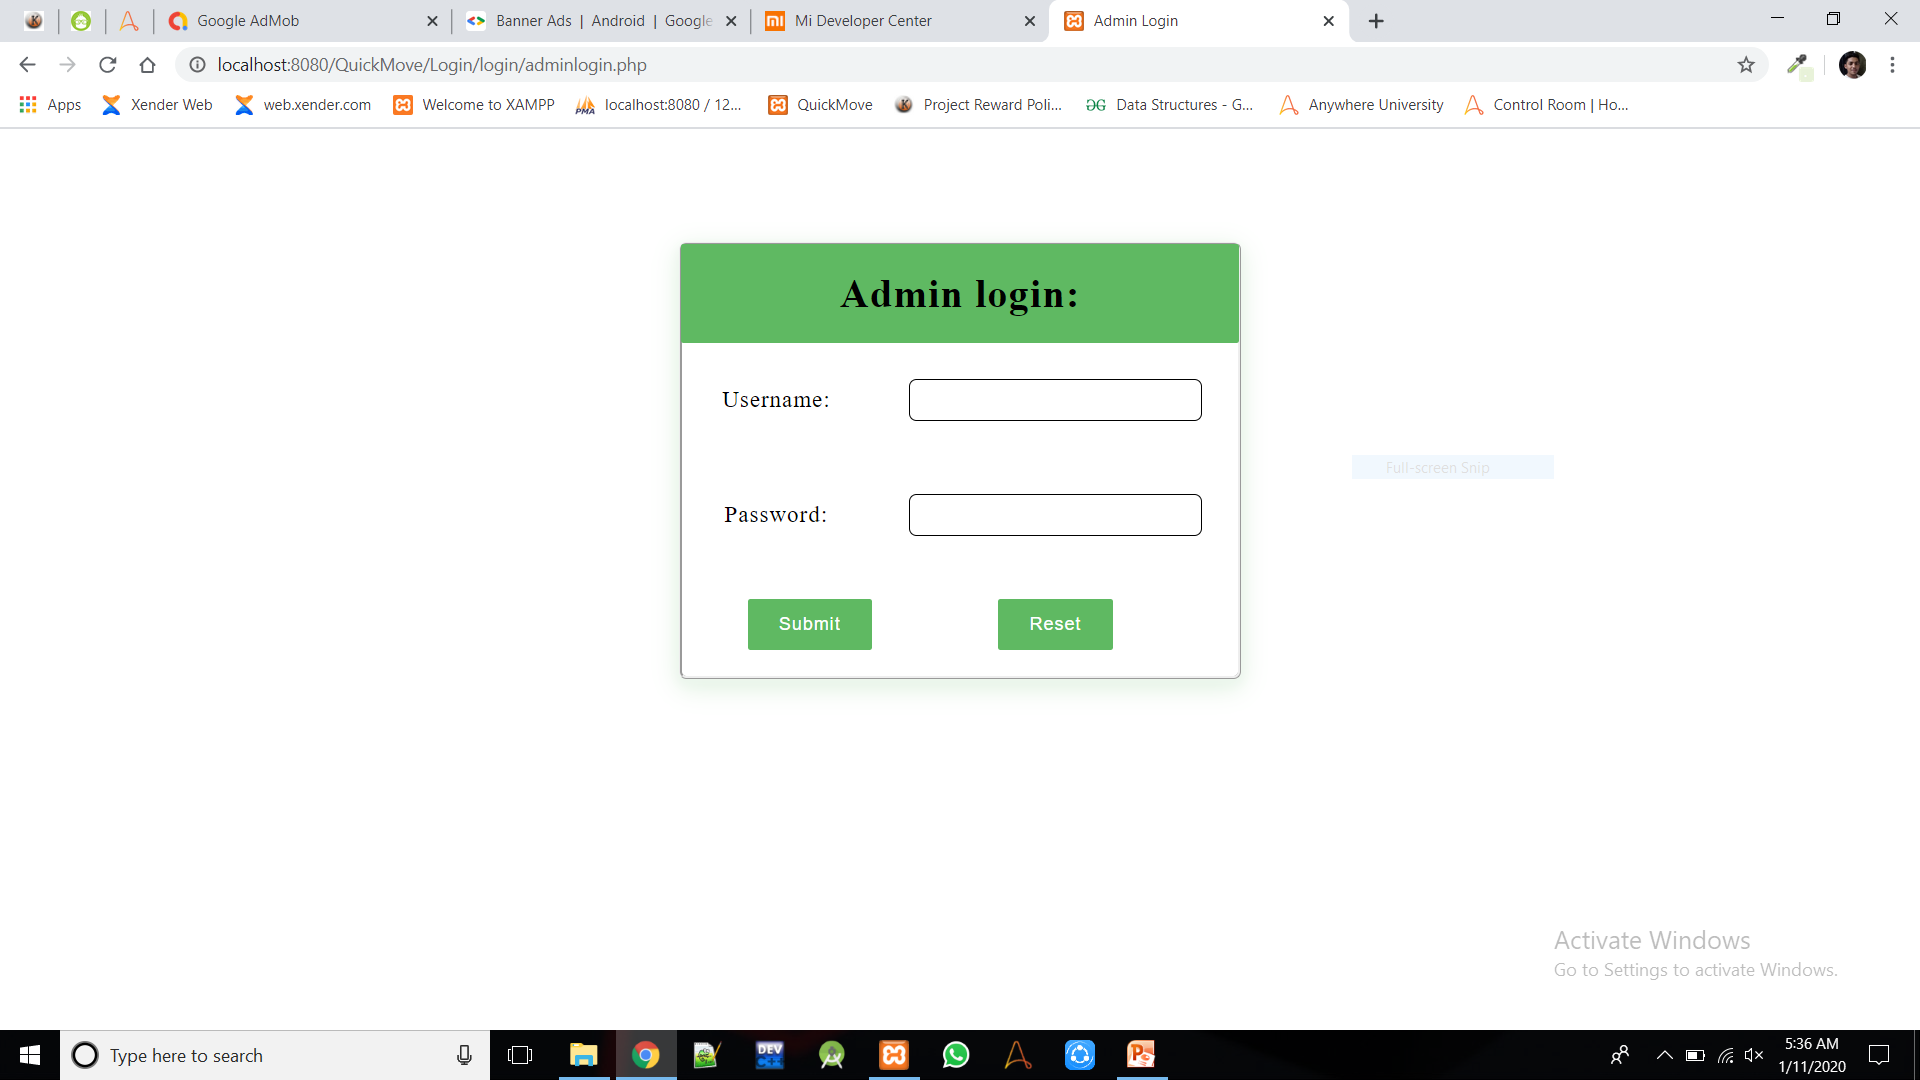 Google AdMob
Banner Ads | Android | Google
Mi Developer Center
Admin Login
localhost:8080/QuickMove/Login/login/adminlogin.php
Apps
Xender Web
web.xender.com
Welcome to XAMPP
PMA
localhost:8080 / 12...
QuickMove
Project Reward Poli...
Data Structures - G...
Anywhere University
Control Room | Ho...
Admin login:
Username:
Full-screen Snip
Password:
Submit
Reset
Activate Windows
Go to Settings to activate Windows.
Type here to search
DEV
5:36 AM
1/11/2020